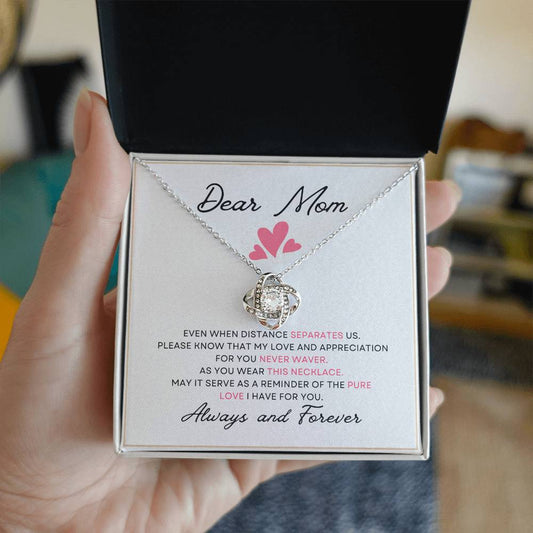 Dear Mom
EVEN WHEN DISTANCE SEPARATES US.
PLEASE KNOW THAT MY LOVE AND APPRECIATION
FOR YOU NEVER WAVER.
AS YOU WEAR THIS NECKLACE.
MAY IT SERVE AS A REMINDER OF THE PURE
LOVE I HAVE FOR YOU.
Always and Forever